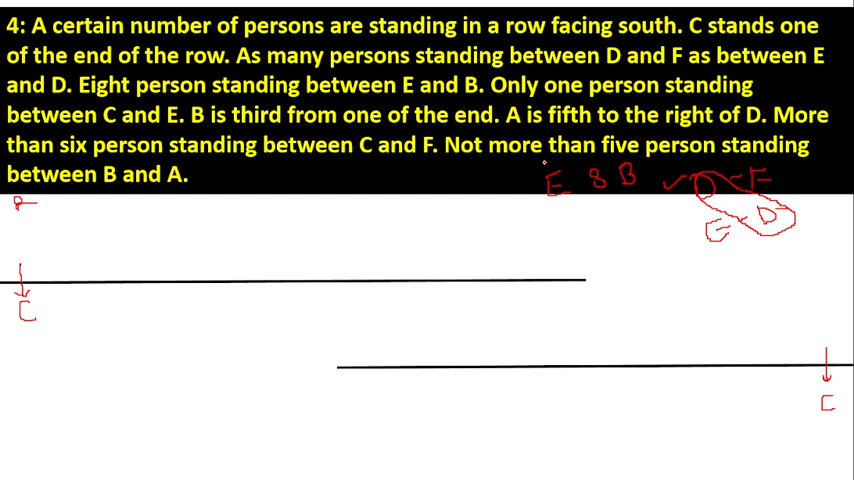 4: A certain number of persons are standing in a row facing south. C stands one
of the end of the row. As many persons standing between D and F as between E
and D. Eight person standing between E and B. Only one person standing
between C and E. B is third from one of the end. A is fifth to the right of D. More
than six person standing between C and F. Not more than five person standing
between B and A.
E 8 B D F
E D
C
C